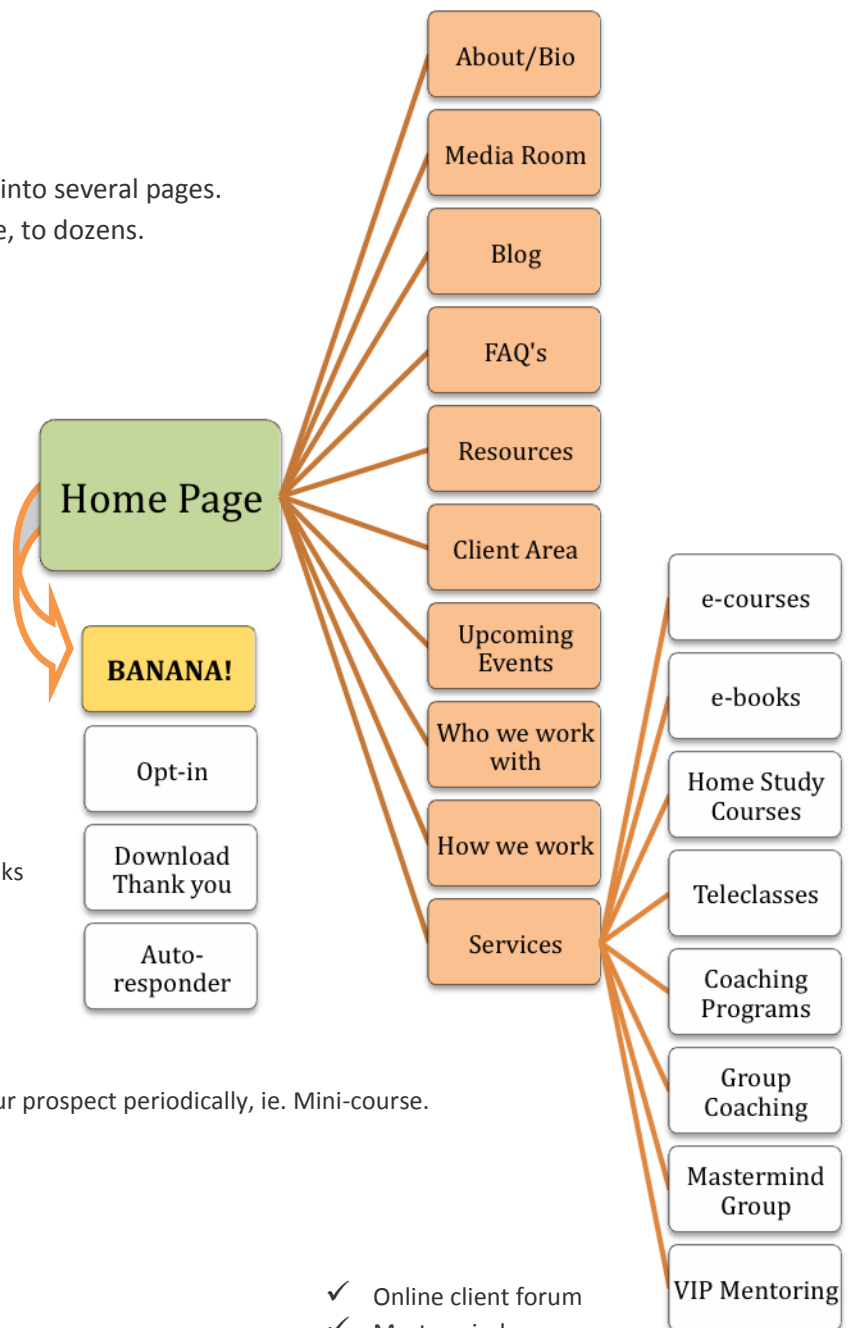 into several pages.
e, to dozens.
Home Page
BANANA!
Opt-in
Download
Thank you
Auto-
responder
ks
About/Bio
Media Room
Blog
FAQ's
Resources
Client Area
Upcoming
Events
Who we work
with
How we work
Services
e-courses
e-books
Home Study
Courses
Teleclasses
Coaching
Programs
Group
Coaching
Mastermind
Group
VIP Mentoring
ur prospect periodically, ie. Mini-course.
✓ Online client forum